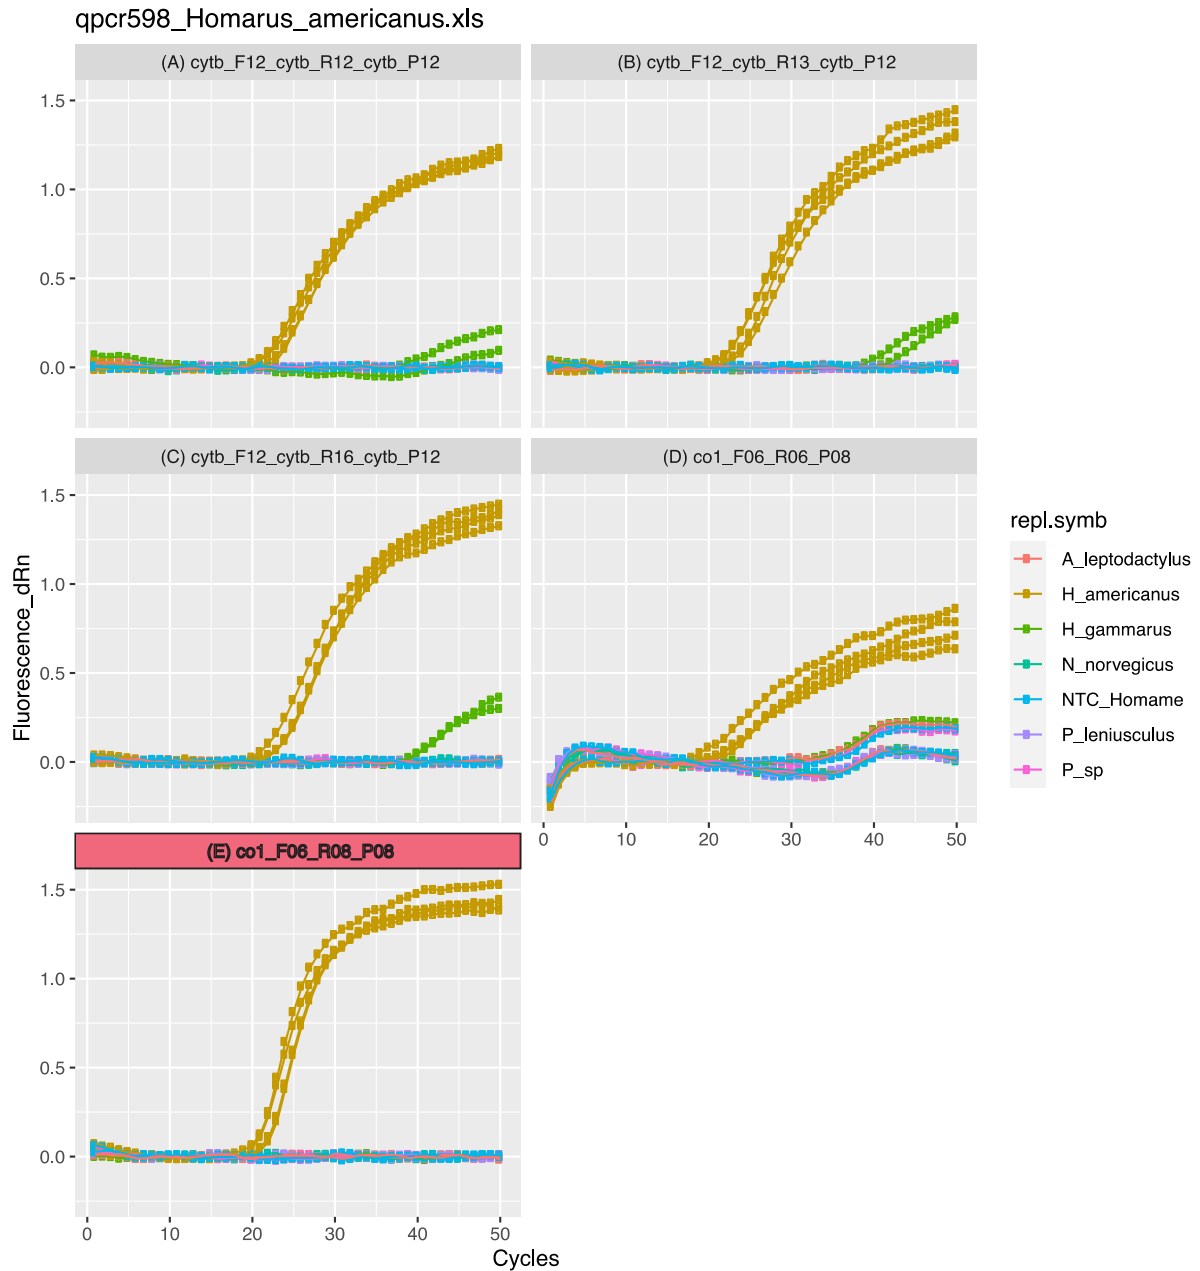 qpcr598_Homarus_americanus.xls
(A) cytb_F12_cytb_R12_cytb_P12
(B) cytb_F12_cytb_R13_cytb_P12
1.5
1.0
0.5
0.0
(C) cytb_F12_cytb_R16_cytb_P12
(D) co1_F06_R06_P08
1.5
1.0
0.5
0.0
0 10 20 30 40 50
(E) co1_F06_R08_P08
1.5
1.0
0.5
0.0
0 10 20 30 40 50
Cycles
Fluorescence_dRn
repl.symb
A_leptodactylus
H_americanus
H_gammarus
N_norvegicus
NTC_Homame
P_leniusculus
P_sp